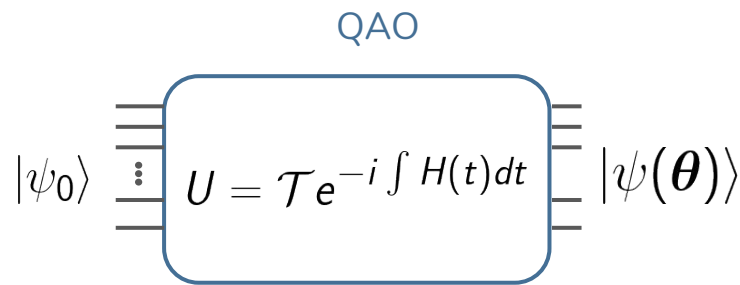 QAO
|ψ₀⟩ ⋮ U = 𝒯e^{−i ∫ H(t)dt} |ψ(𝜽)⟩